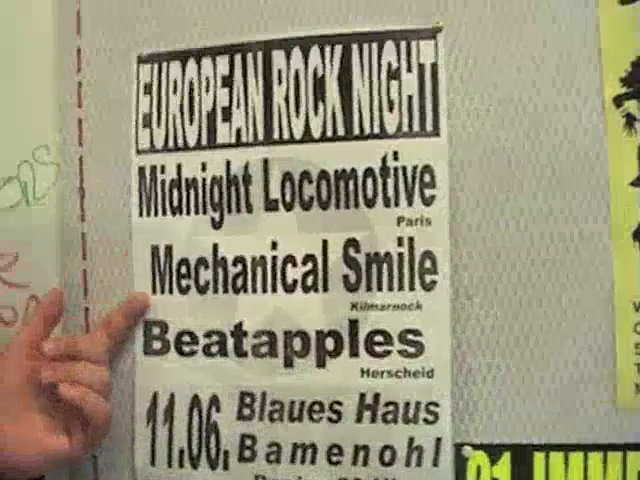 EUROPEAN ROCK NIGHT
Midnight Locomotive
Paris
Mechanical Smile
Kilmarnock
Beatapples
Herscheid
11.06. Blaues Haus
Bamenohl